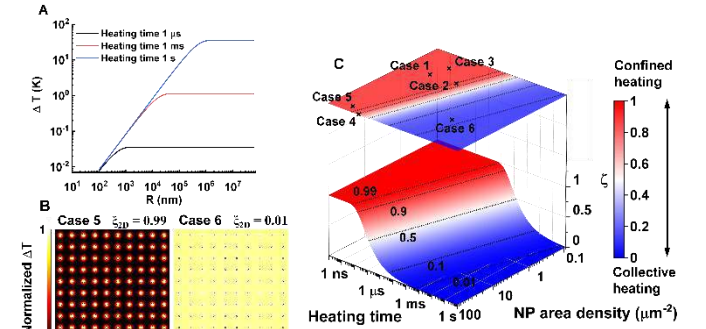 A
Heating time 1 μs
Heating time 1 ms
Heating time 1 s
Δ T (K)
10²
10¹
10⁰
10⁻¹
10⁻²
10¹ 10² 10³ 10⁴ 10⁵ 10⁶ 10⁷
R (nm)
B
Case 5 ξ2D = 0.99
Case 6 ξ2D = 0.01
1
Normalized ΔT
C
Case 1
Case 3
Case 2
Case 5
Case 4
Case 6
0.99
0.9
0.5
0.1
0.01
1
0.5
0
ξ
1 ns
1 μs
1 ms
1 s
Heating time
100
10
1
0.1
NP area density (μm⁻²)
Confined
heating
1
0.8
0.6
0.4
0.2
0
Collective
heating